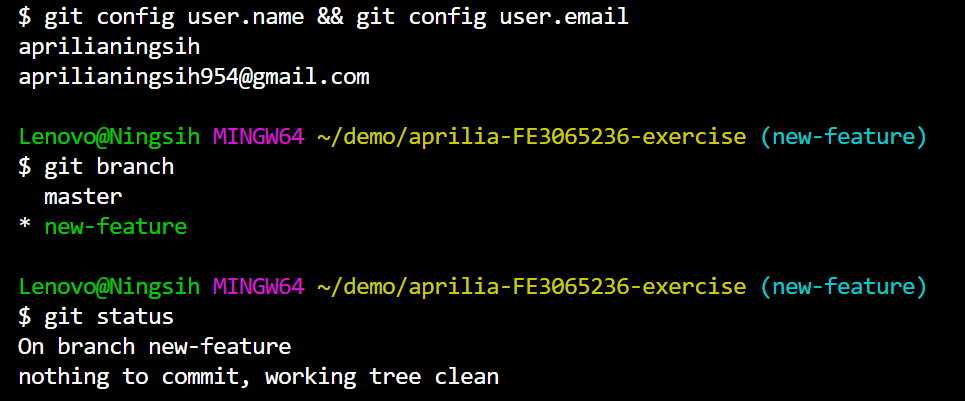 $ git config user.name && git config user.email
aprilianingsih
aprilianingsih954@gmail.com
Lenovo@Ningsih MINGW64 ~/demo/aprilia-FE3065236-exercise (new-feature)
$ git branch
  master
* new-feature
Lenovo@Ningsih MINGW64 ~/demo/aprilia-FE3065236-exercise (new-feature)
$ git status
On branch new-feature
nothing to commit, working tree clean